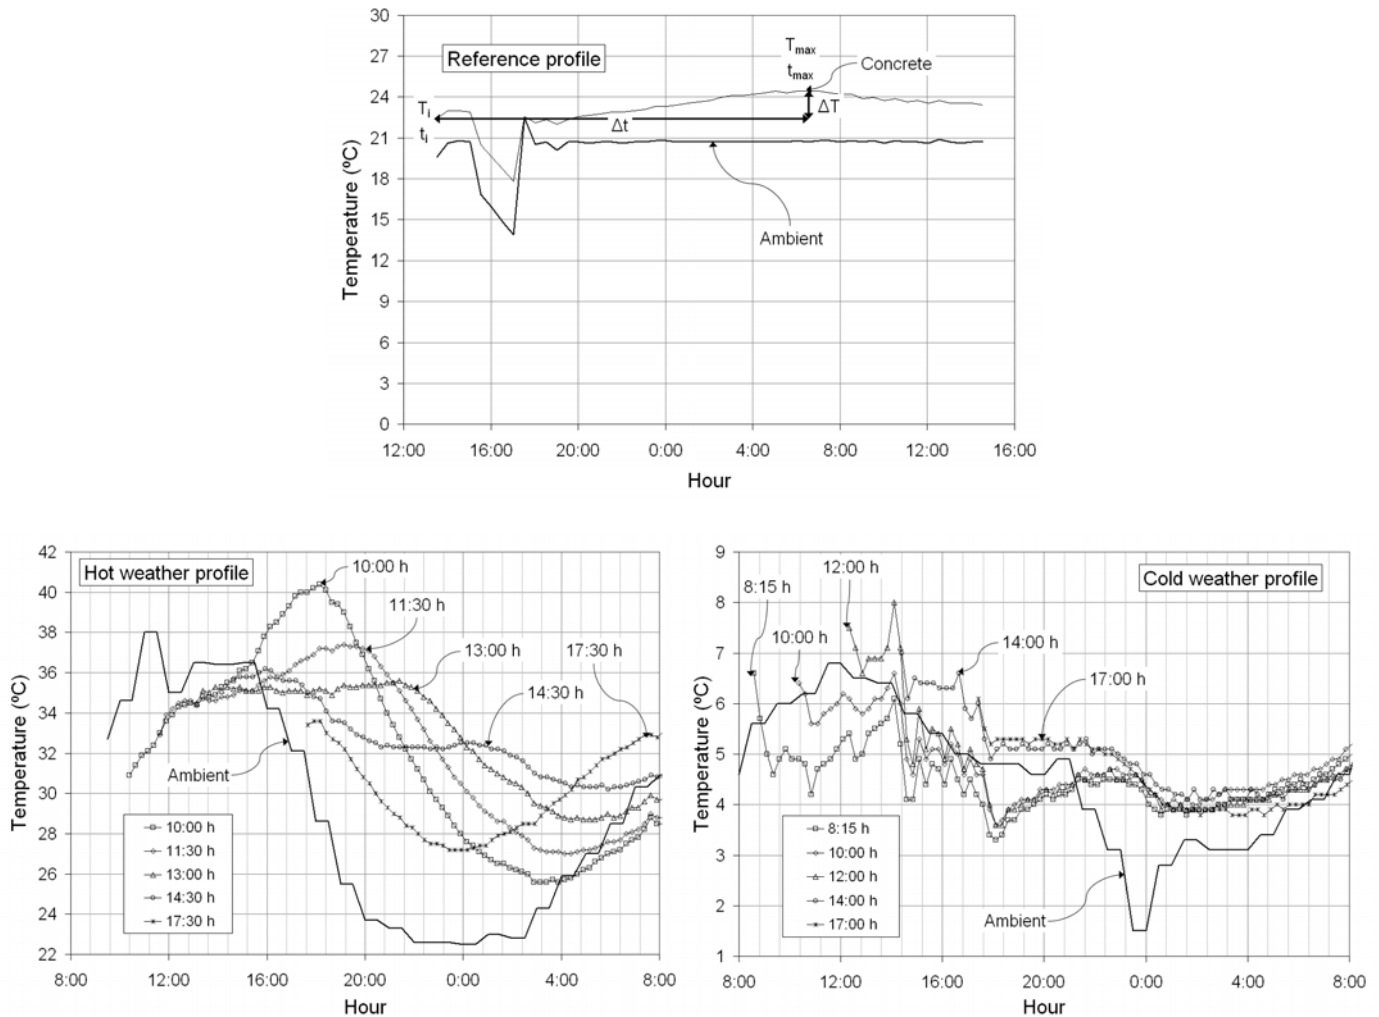 30
27
24
21
18
15
12
9
6
3
0
Temperature (ºC)
Reference profile
Tmax
tmax
Concrete
Ti
ti
Δt
ΔT
Ambient
12:00 16:00 20:00 0:00 4:00 8:00 12:00 16:00
Hour
42
40
38
36
34
32
30
28
26
24
22
Temperature (ºC)
Hot weather profile
10:00 h
11:30 h
13:00 h
17:30 h
14:30 h
Ambient
10:00 h
11:30 h
13:00 h
14:30 h
17:30 h
8:00 12:00 16:00 20:00 0:00 4:00 8:00
Hour
9
8
7
6
5
4
3
2
1
Temperature (ºC)
Cold weather profile
12:00 h
8:15 h
10:00 h
14:00 h
17:00 h
Ambient
8:15 h
10:00 h
12:00 h
14:00 h
17:00 h
8:00 12:00 16:00 20:00 0:00 4:00 8:00
Hour